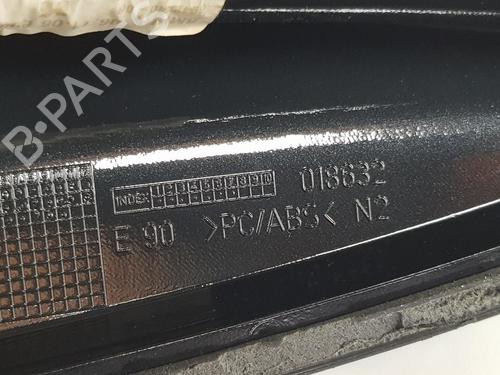 B-PARTS
INDEX 1 2 3 4 5 6 7 8 9 10
018632
E 90 >PC/ABS< N2